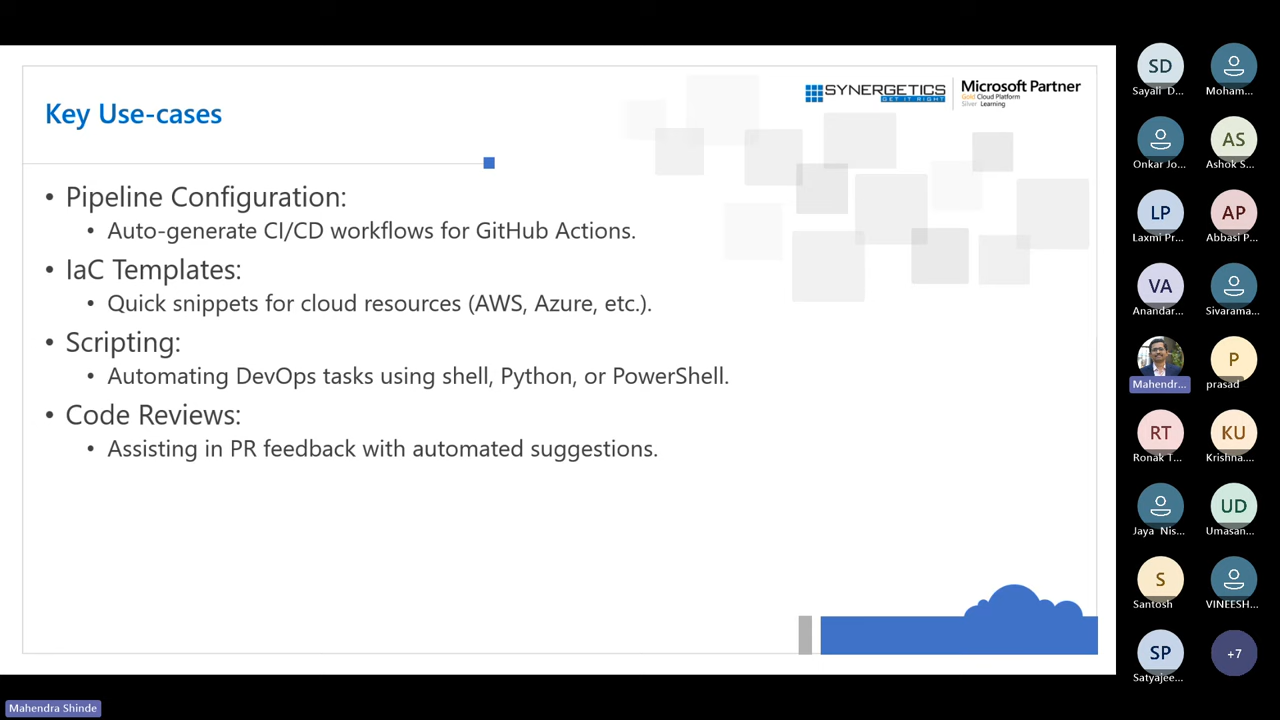 SYNERGETICS
GET IT RIGHT
Microsoft Partner
Gold Cloud Platform
Silver Learning
Key Use-cases
• Pipeline Configuration:
• Auto-generate CI/CD workflows for GitHub Actions.
• IaC Templates:
• Quick snippets for cloud resources (AWS, Azure, etc.).
• Scripting:
• Automating DevOps tasks using shell, Python, or PowerShell.
• Code Reviews:
• Assisting in PR feedback with automated suggestions.
SD
Sayali D...
Moham...
Onkar Jo...
AS
Ashok S...
LP
Laxmi Pr...
AP
Abbasi P...
VA
Anandar...
Sivarama...
Mahendr...
P
prasad
RT
Ronak T...
KU
Krishna...
Jaya Nis...
UD
Umasan...
S
Santosh
VINEESH...
SP
Satyajee...
+7
Mahendra Shinde